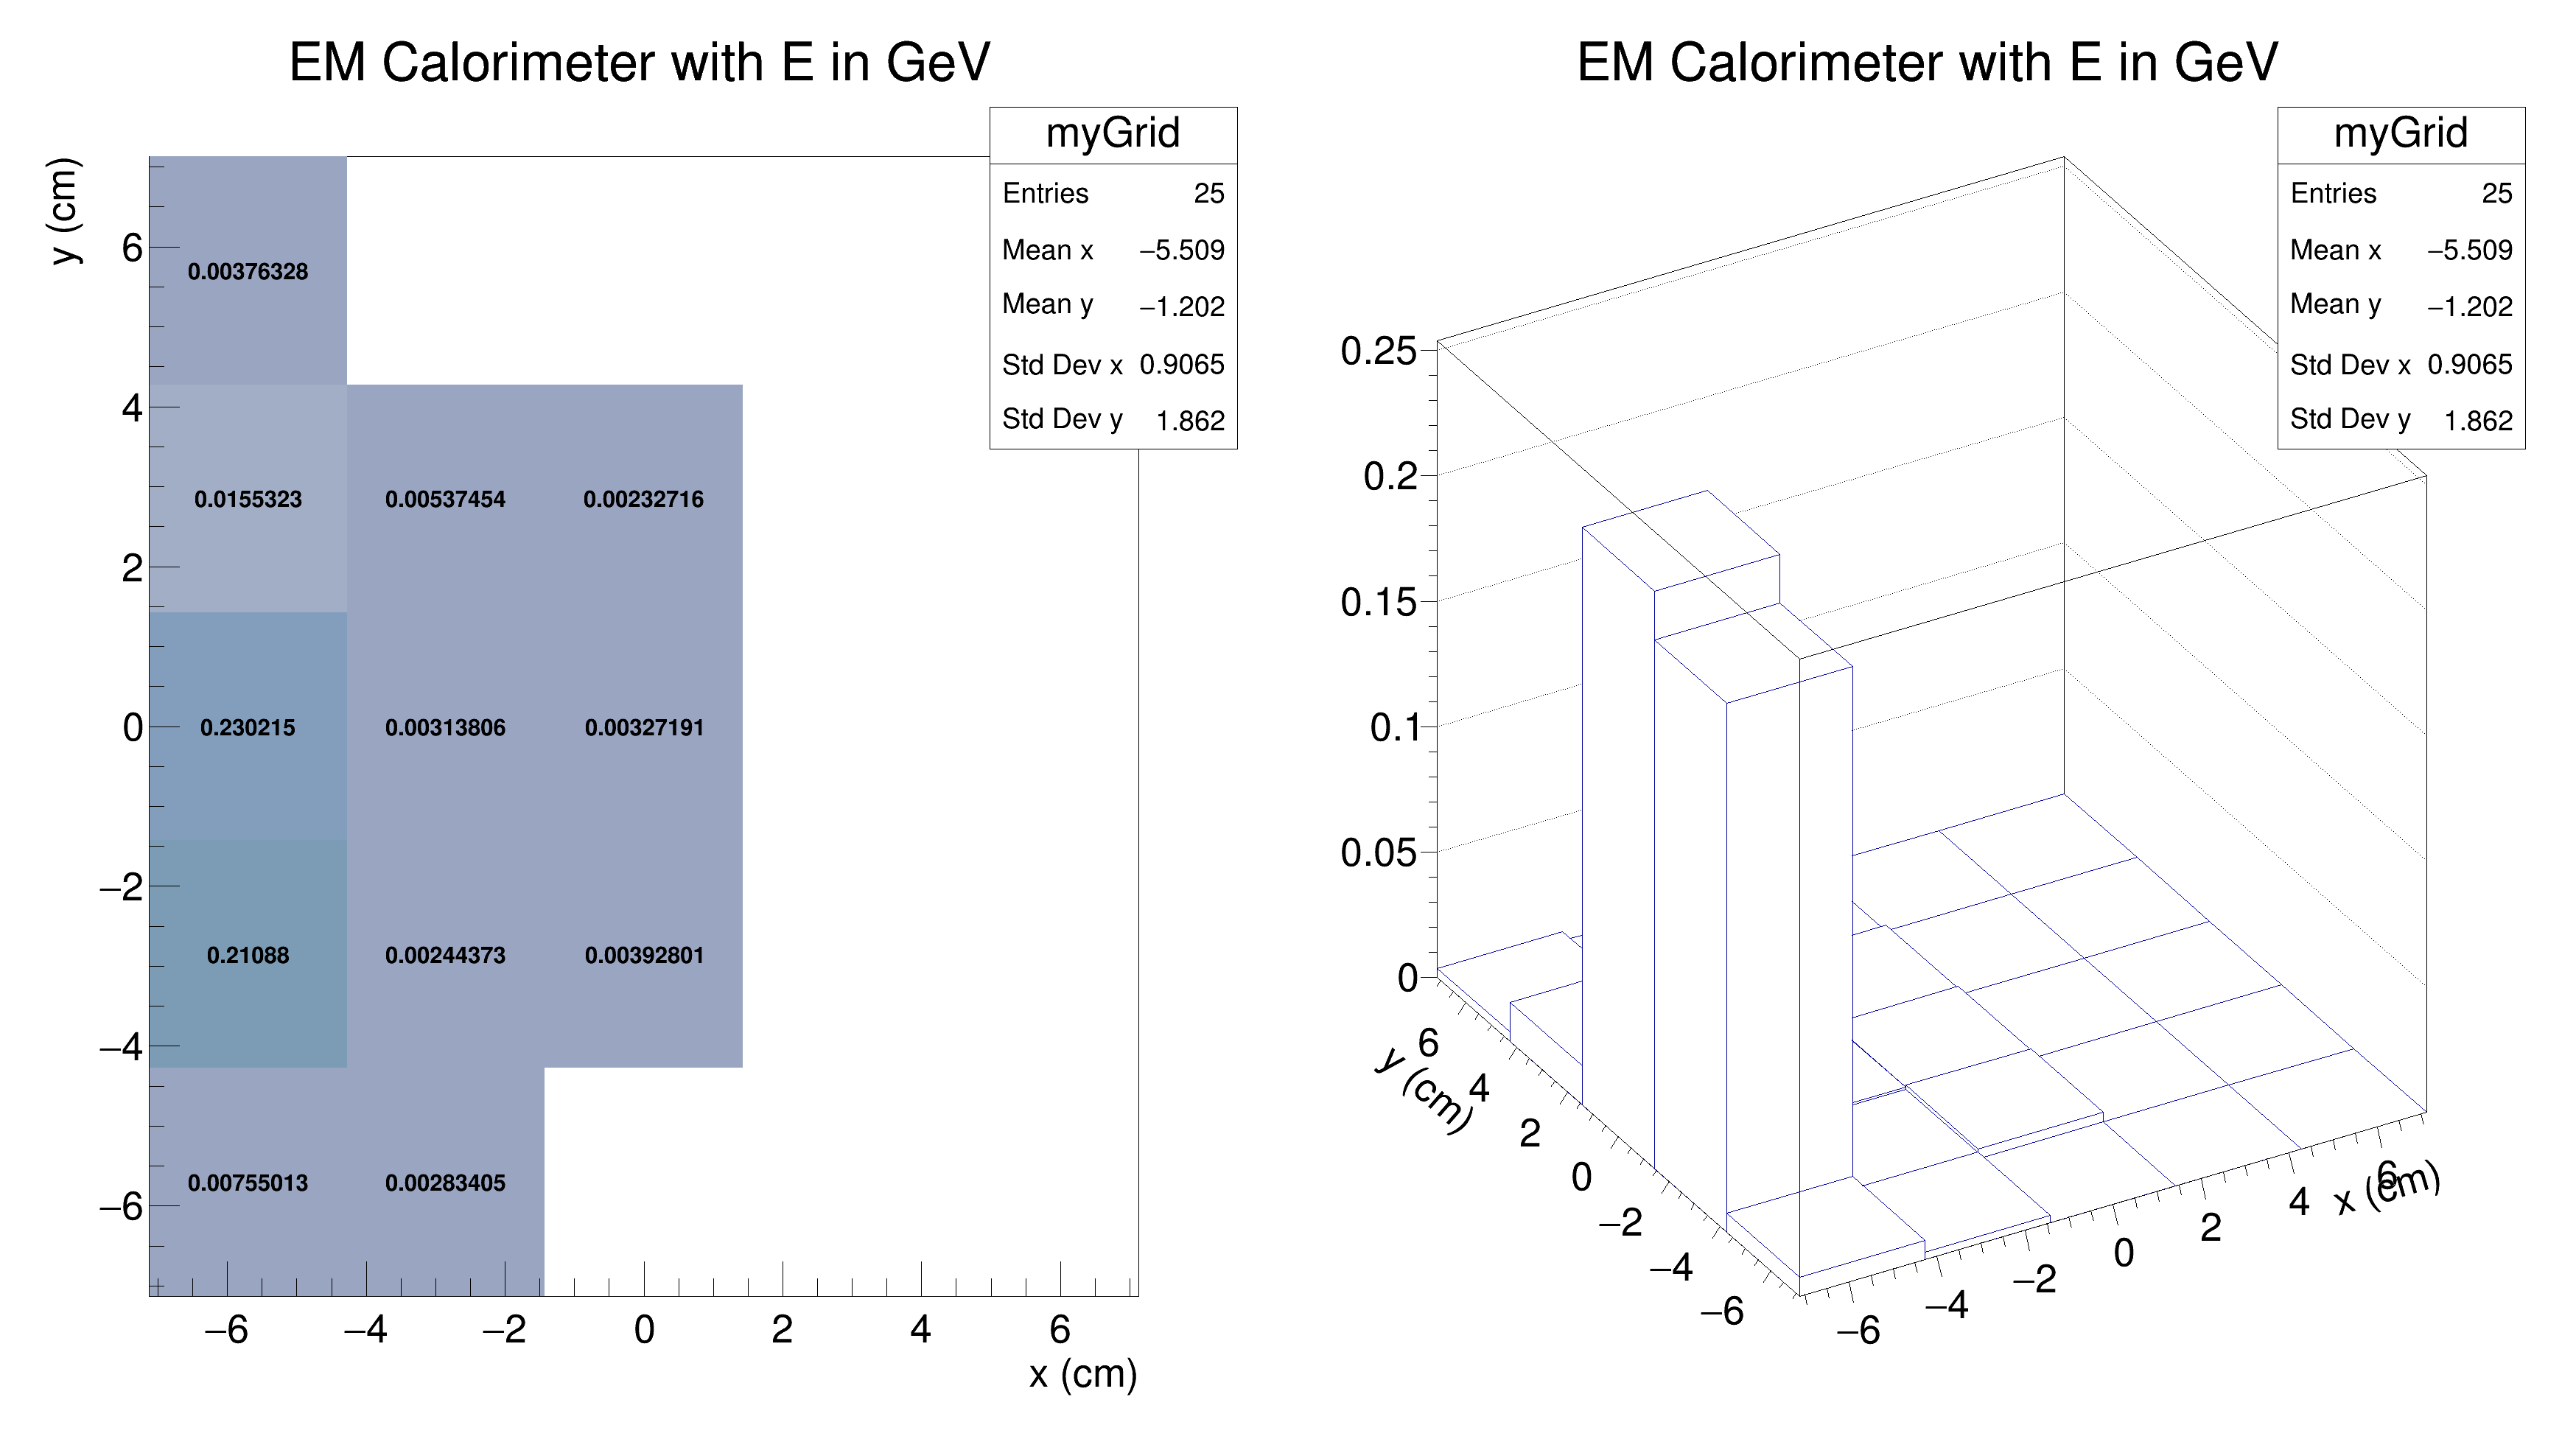 EM Calorimeter with E in GeV
myGrid
Entries 25
Mean x −5.509
Mean y −1.202
Std Dev x 0.9065
Std Dev y 1.862
y (cm)
6
4
2
0
−2
−4
−6
0.00376328
0.0155323 0.00537454 0.00232716
0.230215 0.00313806 0.00327191
0.21088 0.00244373 0.00392801
0.00755013 0.00283405
−6 −4 −2 0 2 4 6
x (cm)
EM Calorimeter with E in GeV
myGrid
Entries 25
Mean x −5.509
Mean y −1.202
Std Dev x 0.9065
Std Dev y 1.862
0.25
0.2
0.15
0.1
0.05
0
y (cm)
6
4
2
0
−2
−4
−6
−6
−4
−2
0
2
4
6
x (cm)